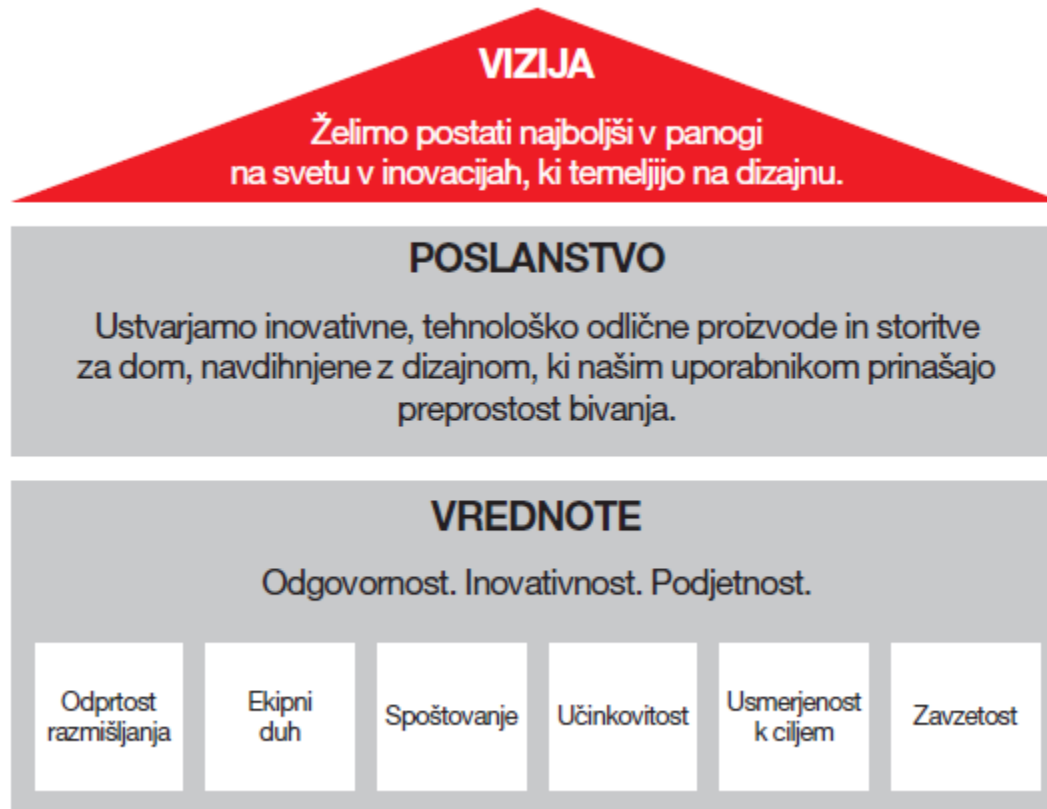 VIZIJA
Želimo postati najboljši v panogi
na svetu v inovacijah, ki temeljijo na dizajnu.
POSLANSTVO
Ustvarjamo inovativne, tehnološko odlične proizvode in storitve
za dom, navdihnjene z dizajnom, ki našim uporabnikom prinašajo
preprostost bivanja.
VREDNOTE
Odgovornost. Inovativnost. Podjetnost.
Odprtost
razmišljanja
Ekipni
duh
Spoštovanje
Učinkovitost
Usmerjenost
k ciljem
Zavzetost